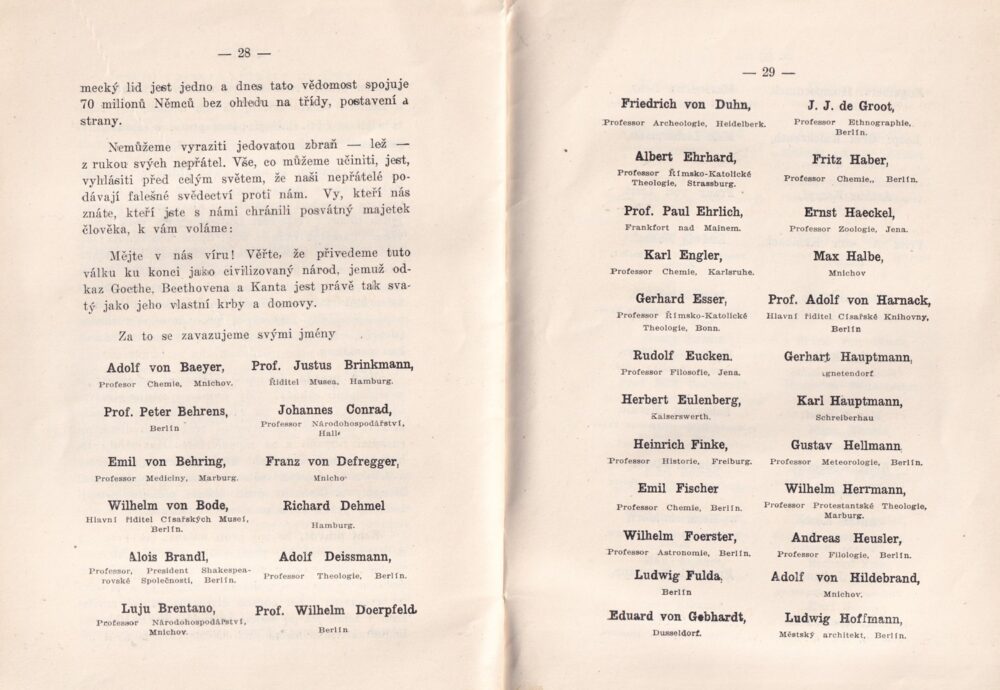 — 28 —
mecký lid jest jedno a dnes tato vědomost spojuje
70 milionů Němců bez ohledu na třídy, postavení a
strany.
Nemůžeme vyraziti jedovatou zbraň — lež —
z rukou svých nepřátel. Vše, co můžeme učiniti, jest,
vyhlásiti před celým světem, že naši nepřátelé po-
dávají falešné svědectví proti nám. Vy, kteří nás
znáte, kteří jste s námi chránili posvátný majetek
člověka, k vám voláme:
Mějte v nás víru! Věřte, že přivedeme tuto
válku ku konci jako civilizovaný národ, jemuž od-
kaz Goethe, Beethovena a Kanta jest právě tak sva-
tý jako jeho vlastní krby a domovy.
Za to se zavazujeme svými jmény
Adolf von Baeyer,
Profesor Chemie, Mnichov.
Prof. Peter Behrens,
Berlín
Emil von Behring,
Professor Mediciny, Marburg.
Wilhelm von Bode,
Hlavní řiditel Císařských Museí,
Berlín.
Alois Brandl,
Professor, President Shakespea-
rovské Společnosti, Berlín.
Luju Brentano,
Professor Národohospodářství,
Mnichov.
Prof. Justus Brinkmann,
Řiditel Musea, Hamburg.
Johannes Conrad,
Professor Národohospodářství,
Halle
Franz von Defregger,
Mnicho
Richard Dehmel
Hamburg.
Adolf Deissmann,
Professor Theologie, Berlín.
Prof. Wilhelm Doerpfeld
Berlín
— 29 —
Friedrich von Duhn,
Professor Archeologie, Heidelberk.
Albert Ehrhard,
Professor Římsko-Katolické
Theologie, Strassburg.
Prof. Paul Ehrlich,
Frankfort nad Mainem.
Karl Engler,
Professor Chemie, Karlsruhe.
Gerhard Esser,
Professor Římsko-Katolické
Theologie, Bonn.
Rudolf Eucken.
Professor Filosofie, Jena.
Herbert Eulenberg,
Kaiserswerth.
Heinrich Finke,
Professor Historie, Freiburg.
Emil Fischer
Professor Chemie, Berlín.
Wilhelm Foerster,
Professor Astronomie, Berlín.
Ludwig Fulda,
Berlín
Eduard von Gebhardt,
Dusseldorf.
J. J. de Groot,
Professor Ethnographie,
Berlín.
Fritz Haber,
Professor Chemie,, Berlín.
Ernst Haeckel,
Professor Zoologie, Jena.
Max Halbe,
Mnichov
Prof. Adolf von Harnack,
Hlavní řiditel Císařské Knihovny,
Berlín
Gerhart Hauptmann,
gnetendorf
Karl Hauptmann,
Schreiberhau
Gustav Hellmann
Professor Meteorologie, Berlín.
Wilhelm Herrmann,
Professor Protestantské Theologie,
Marburg.
Andreas Heusler,
Professor Filologie, Berlín.
Adolf von Hildebrand,
Mnichov.
Ludwig Hoffmann,
Městský architekt, Berlín.